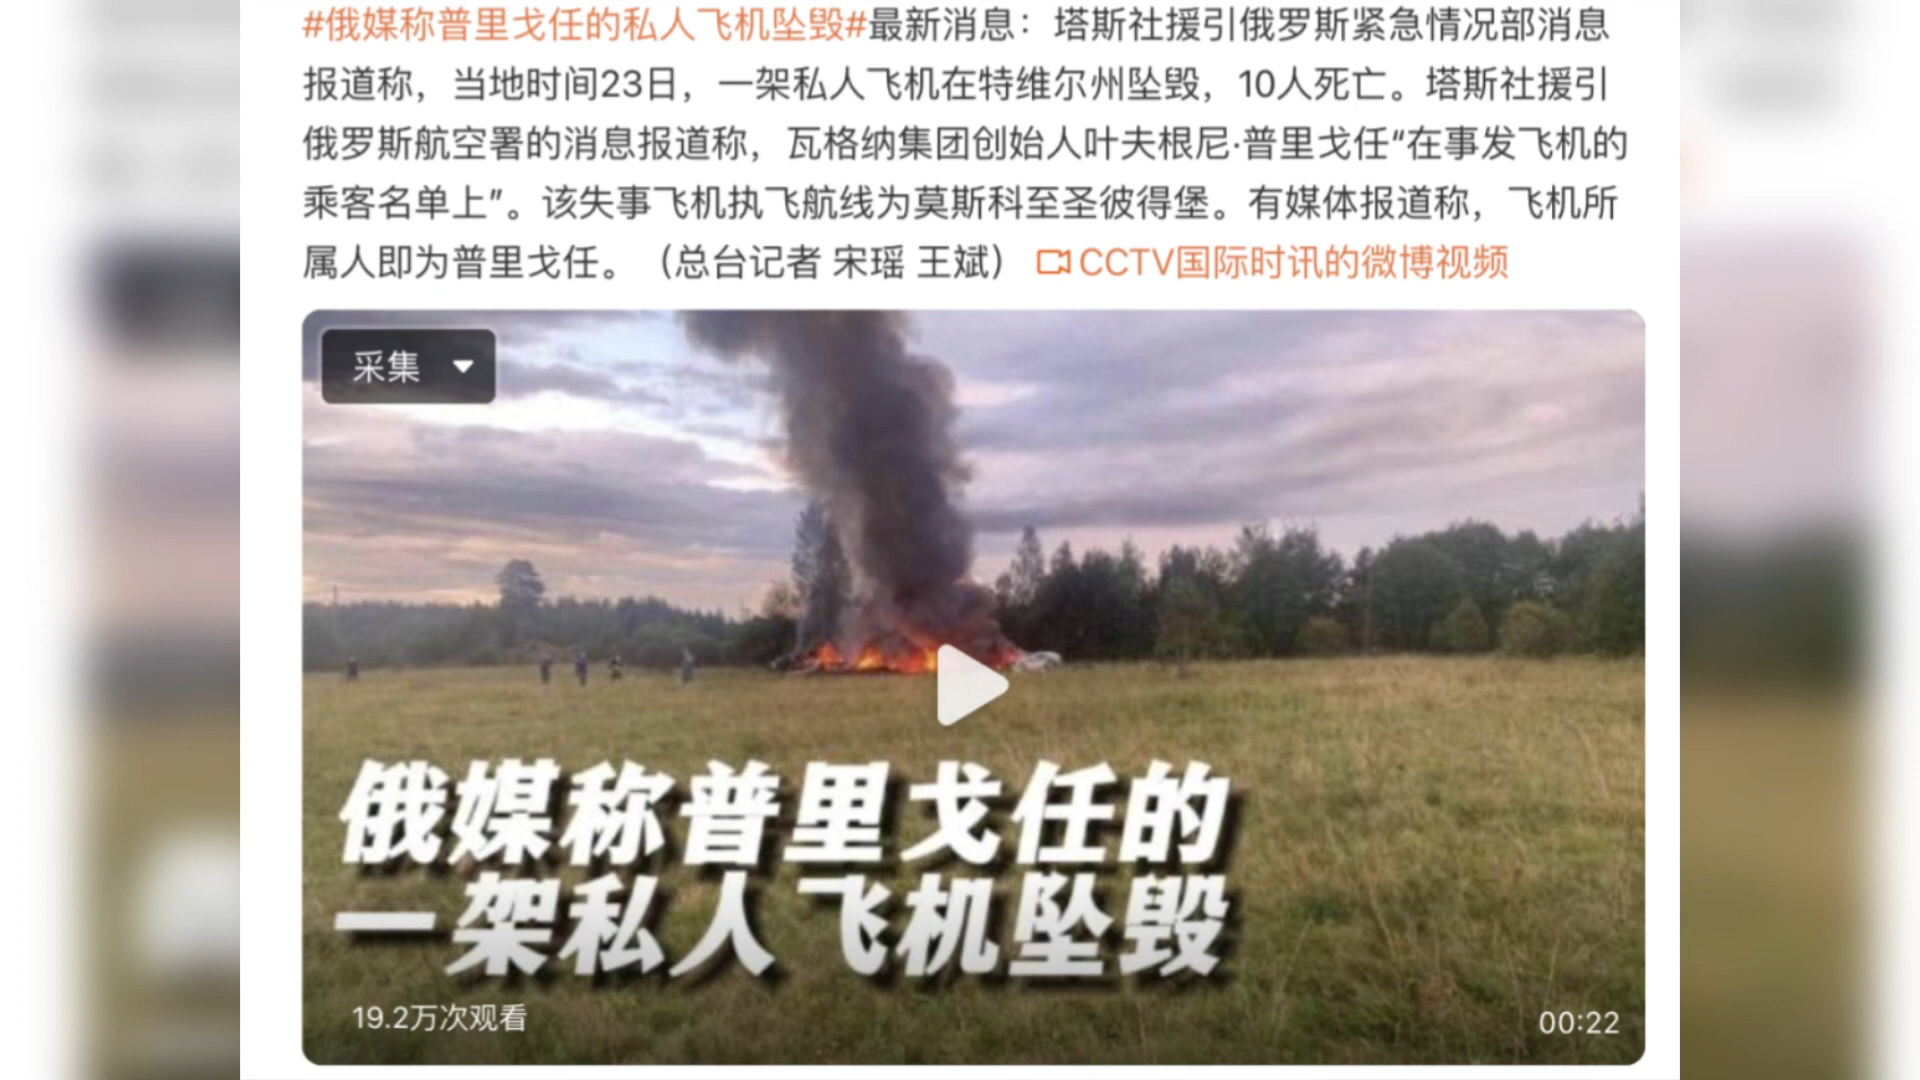 #俄媒称普里戈任的私人飞机坠毁#最新消息：塔斯社援引俄罗斯紧急情况部消息
报道称，当地时间23日，一架私人飞机在特维尔州坠毁，10人死亡。塔斯社援引
俄罗斯航空署的消息报道称，瓦格纳集团创始人叶夫根尼·普里戈任“在事发飞机的
乘客名单上”。该失事飞机执飞航线为莫斯科至圣彼得堡。有媒体报道称，飞机所
属人即为普里戈任。（总台记者 宋瑶 王斌） CCTV国际时讯的微博视频
采集
俄媒称普里戈任的
一架私人飞机坠毁
19.2万次观看
00:22